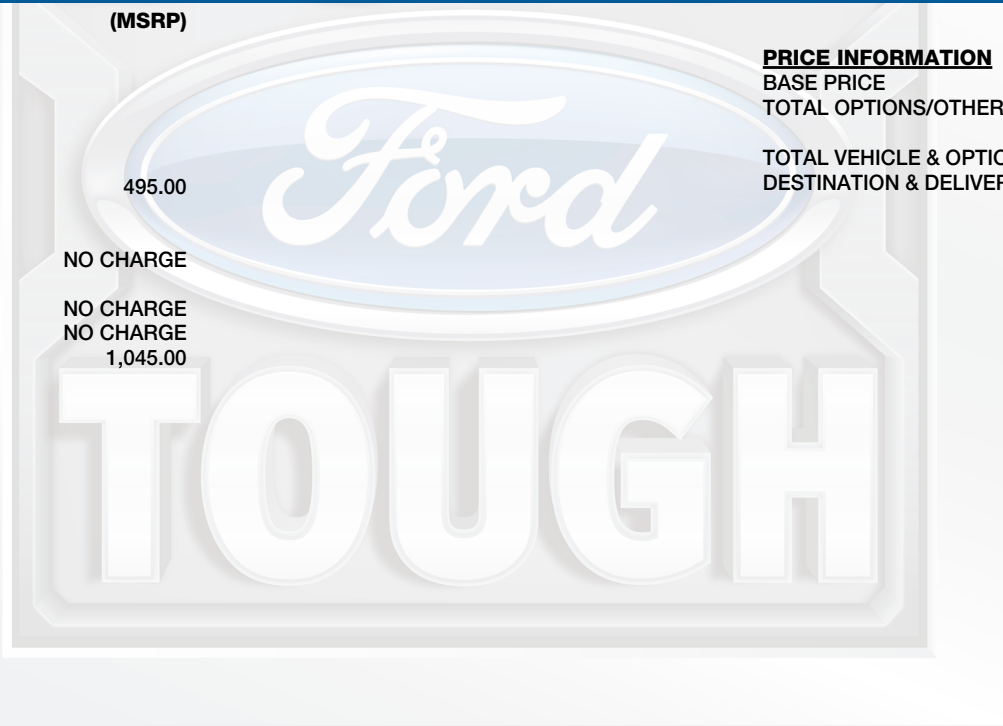 (MSRP)
495.00
NO CHARGE
NO CHARGE
NO CHARGE
1,045.00
PRICE INFORMATION
BASE PRICE
TOTAL OPTIONS/OTHER
TOTAL VEHICLE & OPTIO
DESTINATION & DELIVER
Ford
TOUGH